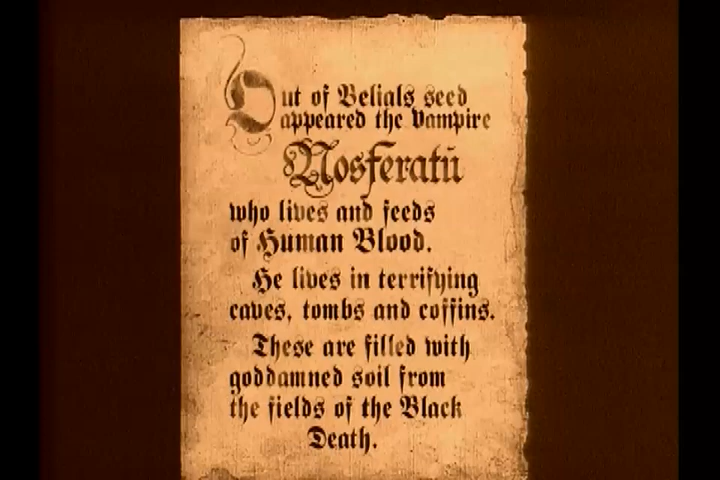 Out of Belials seed
appeared the Vampire
Nosferatū
who lives and feeds
of Human Blood.
He lives in terrifying
caves, tombs and coffins.
These are filled with
goddamned soil from
the fields of the Black
Death.